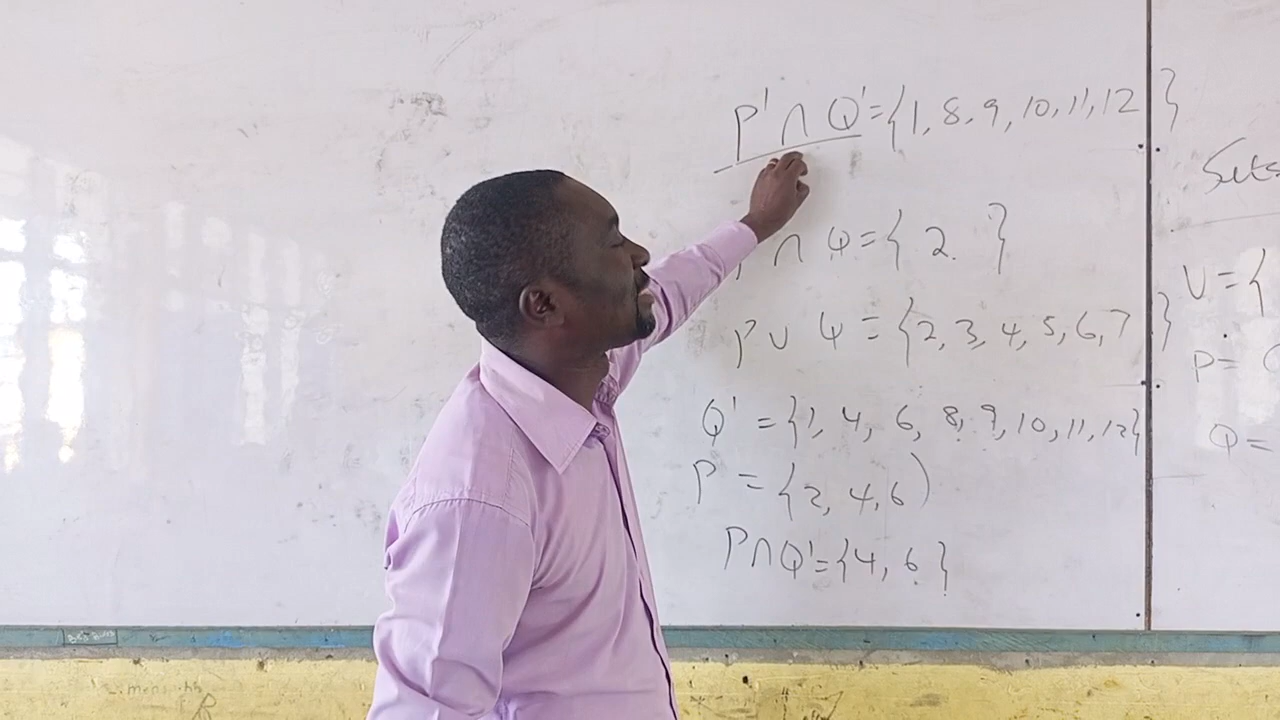 P' ∩ Q' = {1, 8, 9, 10, 11, 12 }
∩ Q = { 2 }
P ∪ Q = {2, 3, 4, 5, 6, 7 }
Q' = {1, 4, 6, 8, 9, 10, 11, 12}
P = {2, 4, 6)
P∩Q' = {4, 6 }
Sets
U = {
P =
Q =